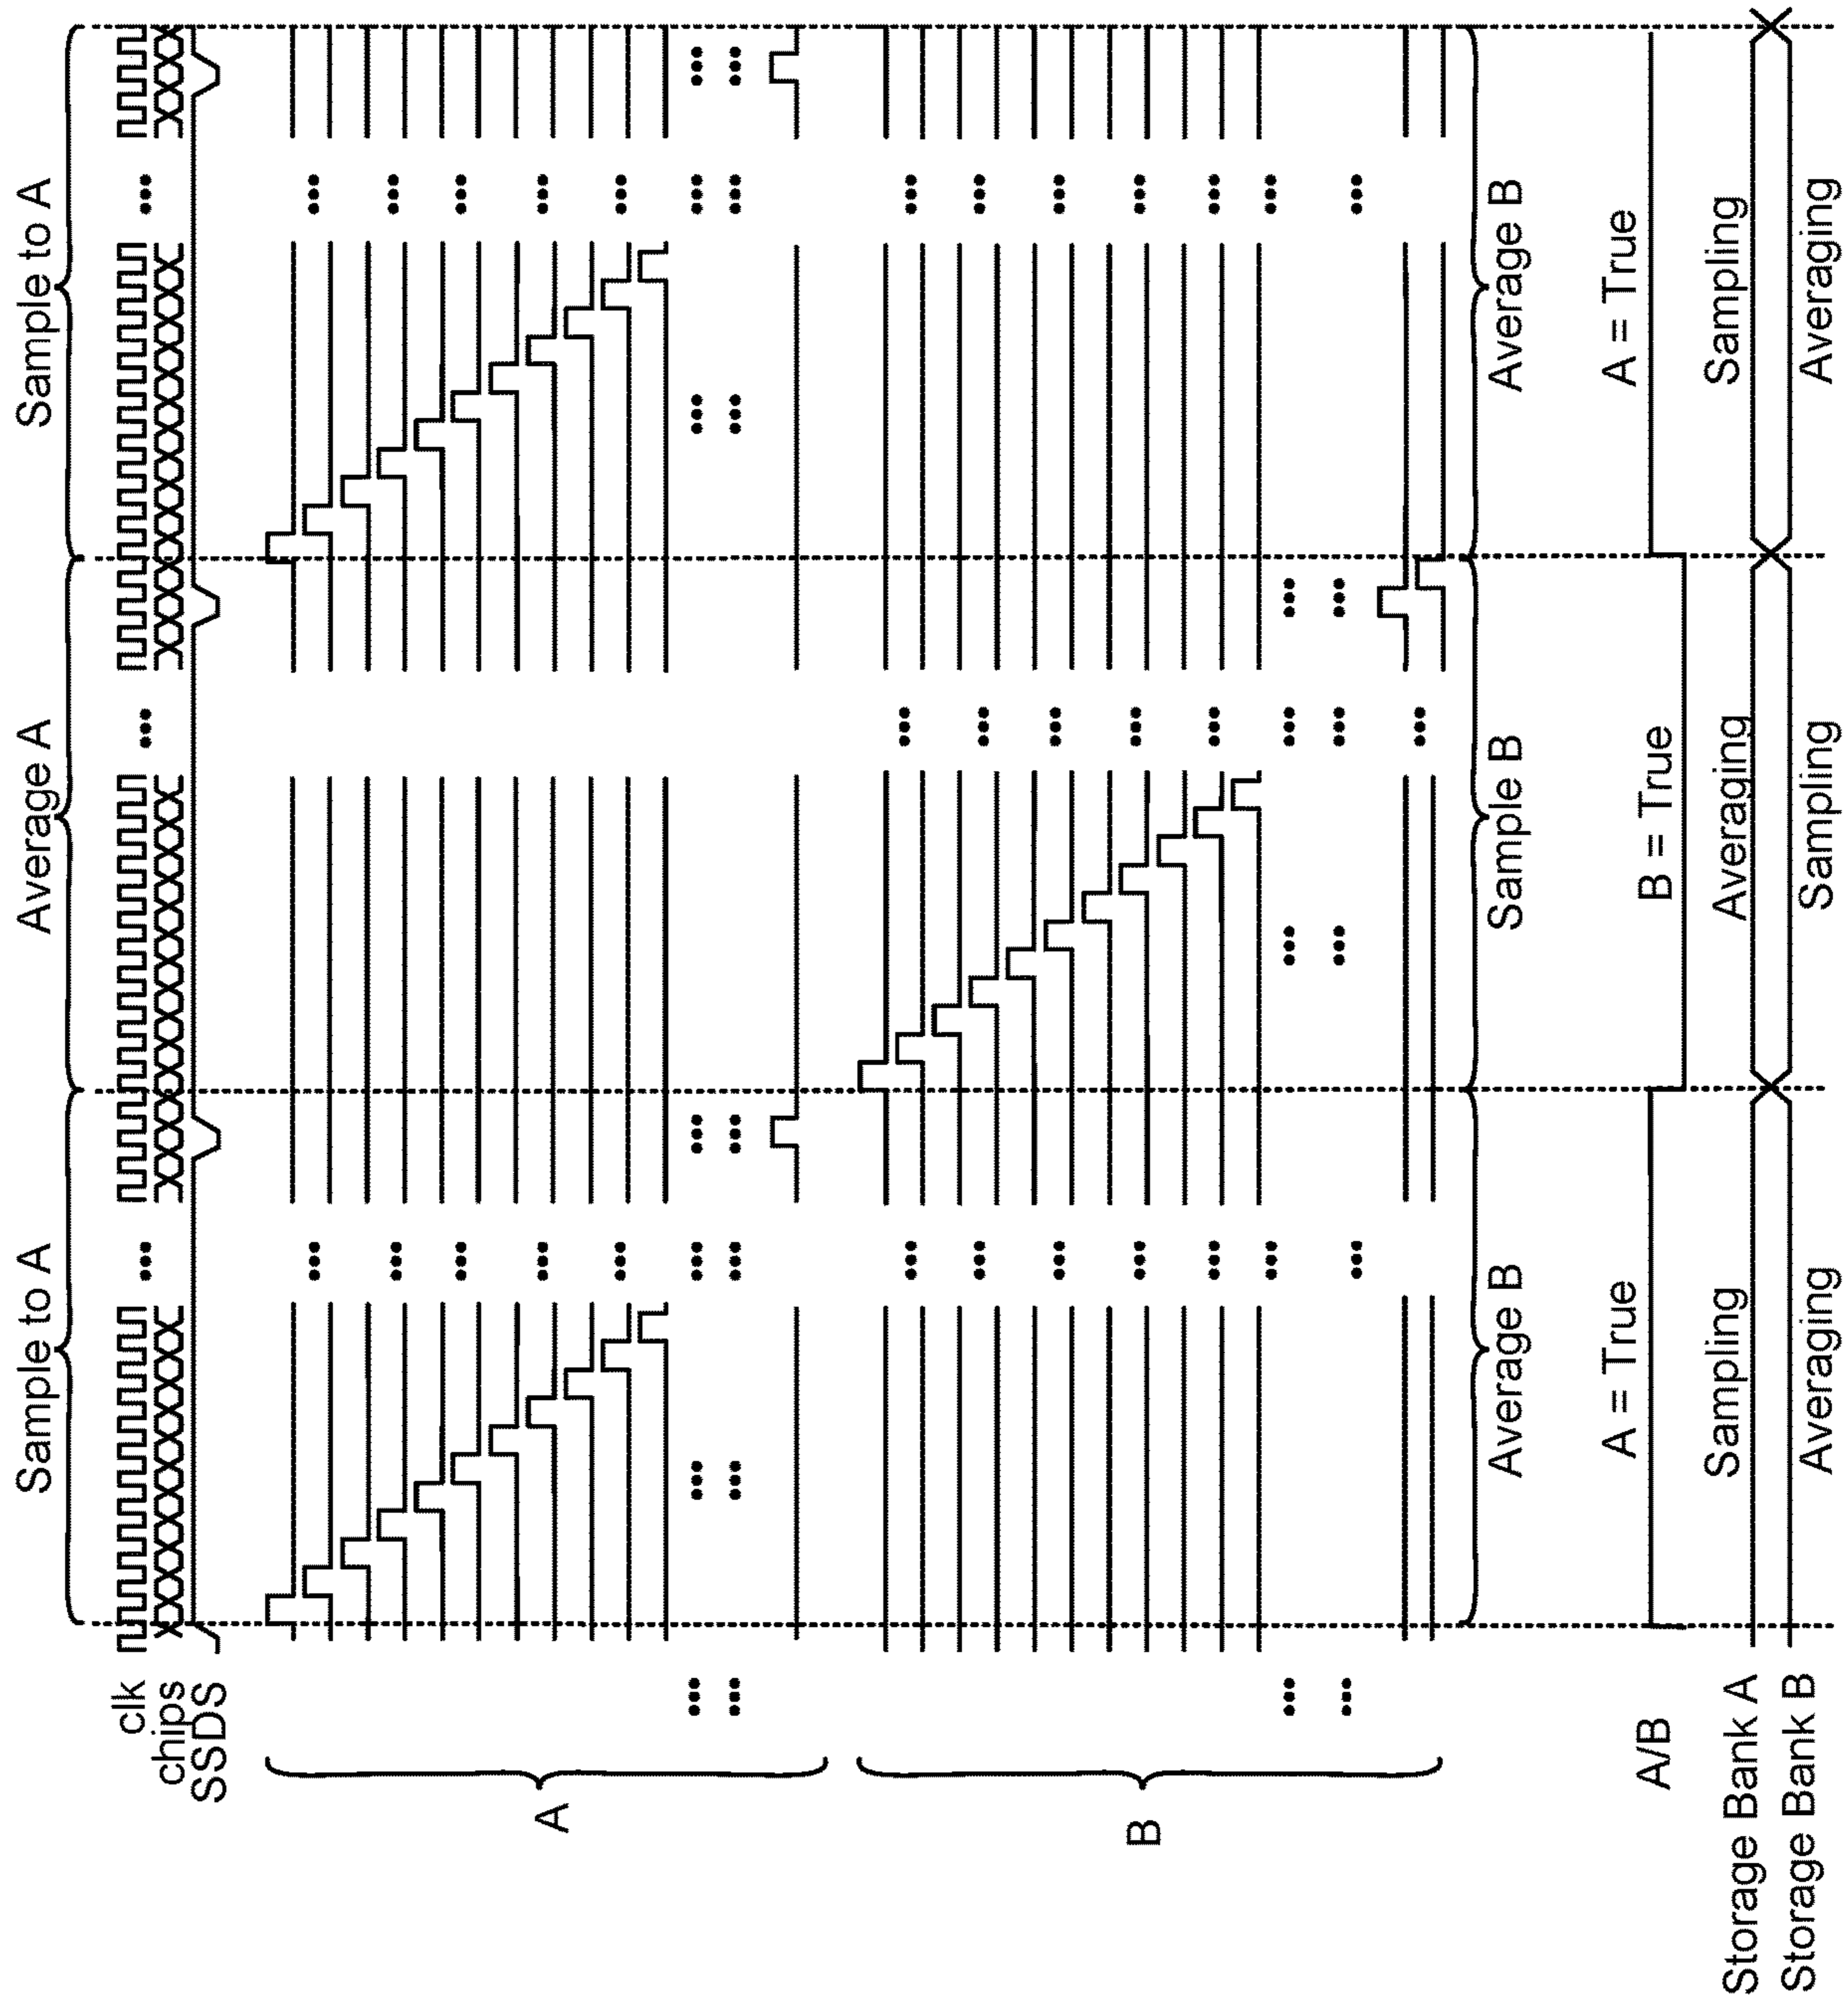 Sample to A
Average A
Sample to A
clk
chips
SSDS
A
B
Average B
Sample B
Average B
A/B
A = True
B = True
A = True
Storage Bank A
Sampling
Averaging
Sampling
Storage Bank B
Averaging
Sampling
Averaging